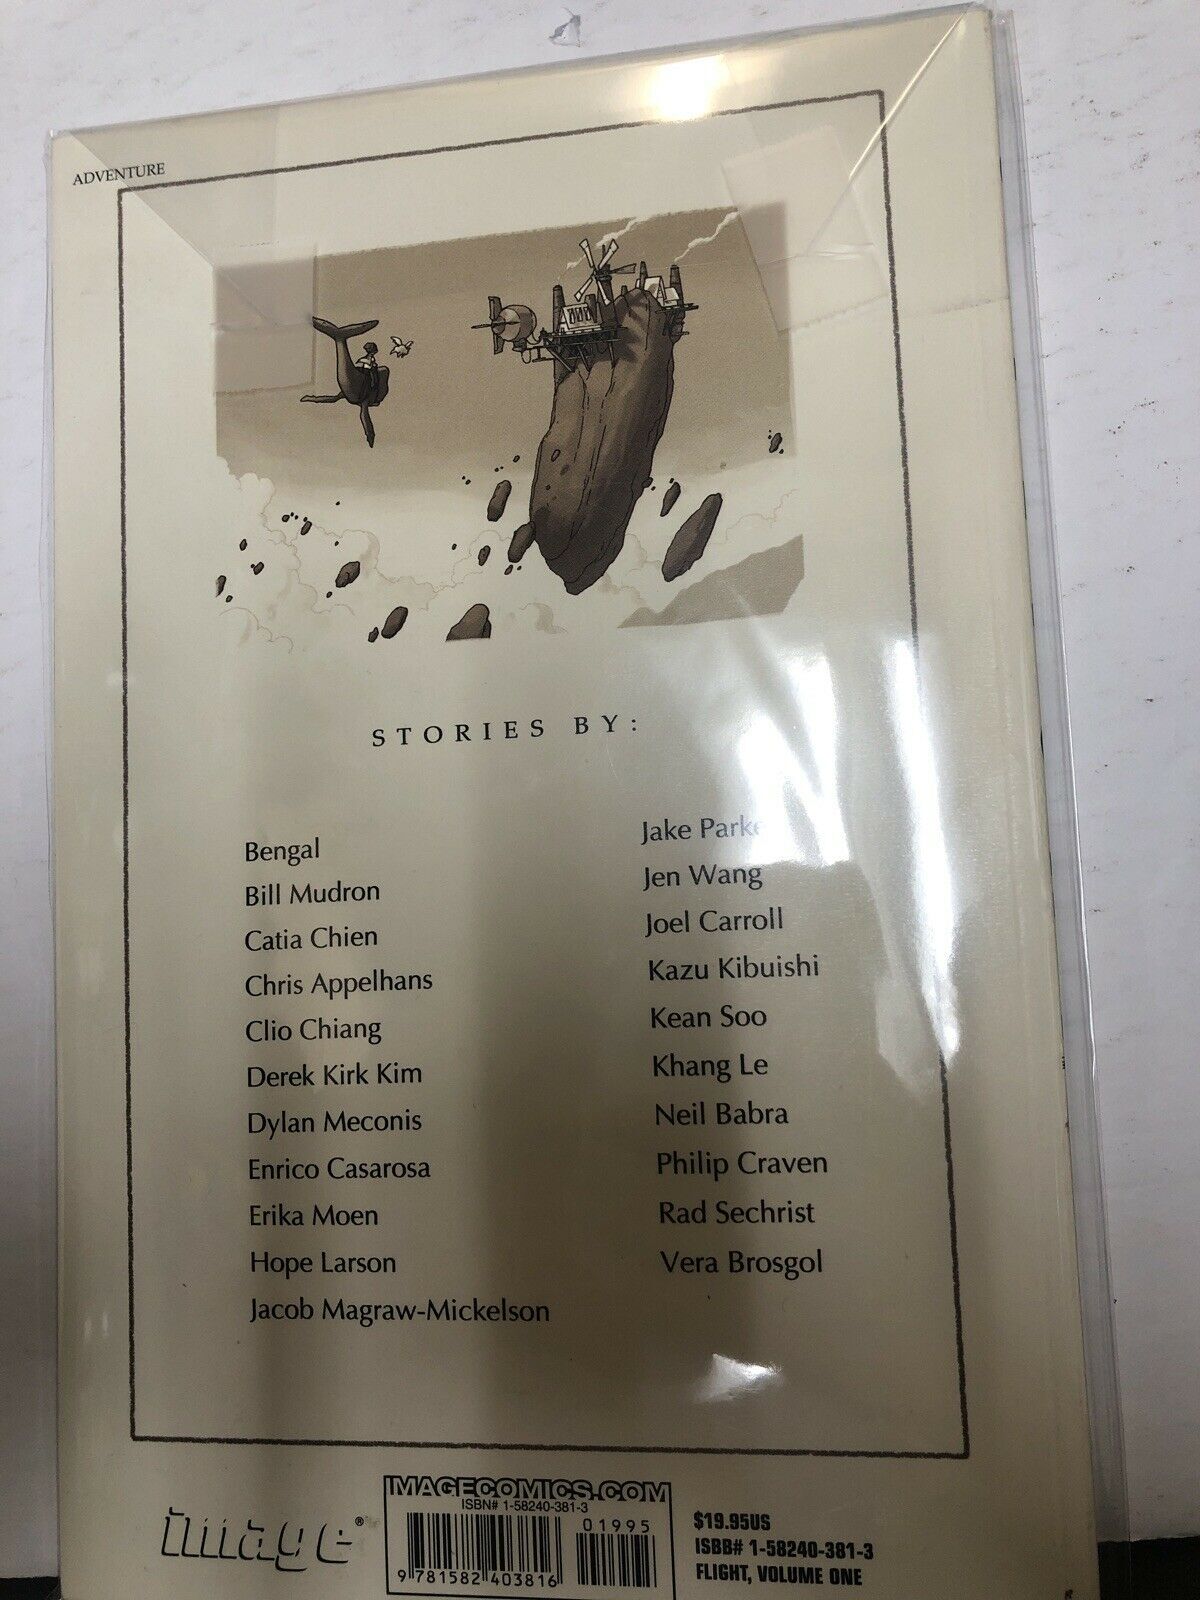 ADVENTURE
STORIES BY:
Bengal
Bill Mudron
Catia Chien
Chris Appelhans
Clio Chiang
Derek Kirk Kim
Dylan Meconis
Enrico Casarosa
Erika Moen
Hope Larson
Jacob Magraw-Mickelson
Jake Parke
Jen Wang
Joel Carroll
Kazu Kibuishi
Kean Soo
Khang Le
Neil Babra
Philip Craven
Rad Sechrist
Vera Brosgol
image®
IMAGECOMICS.COM
ISBN# 1-58240-381-3
01995
9 781582 403816
$19.95US
ISBB# 1-58240-381-3
FLIGHT, VOLUME ONE